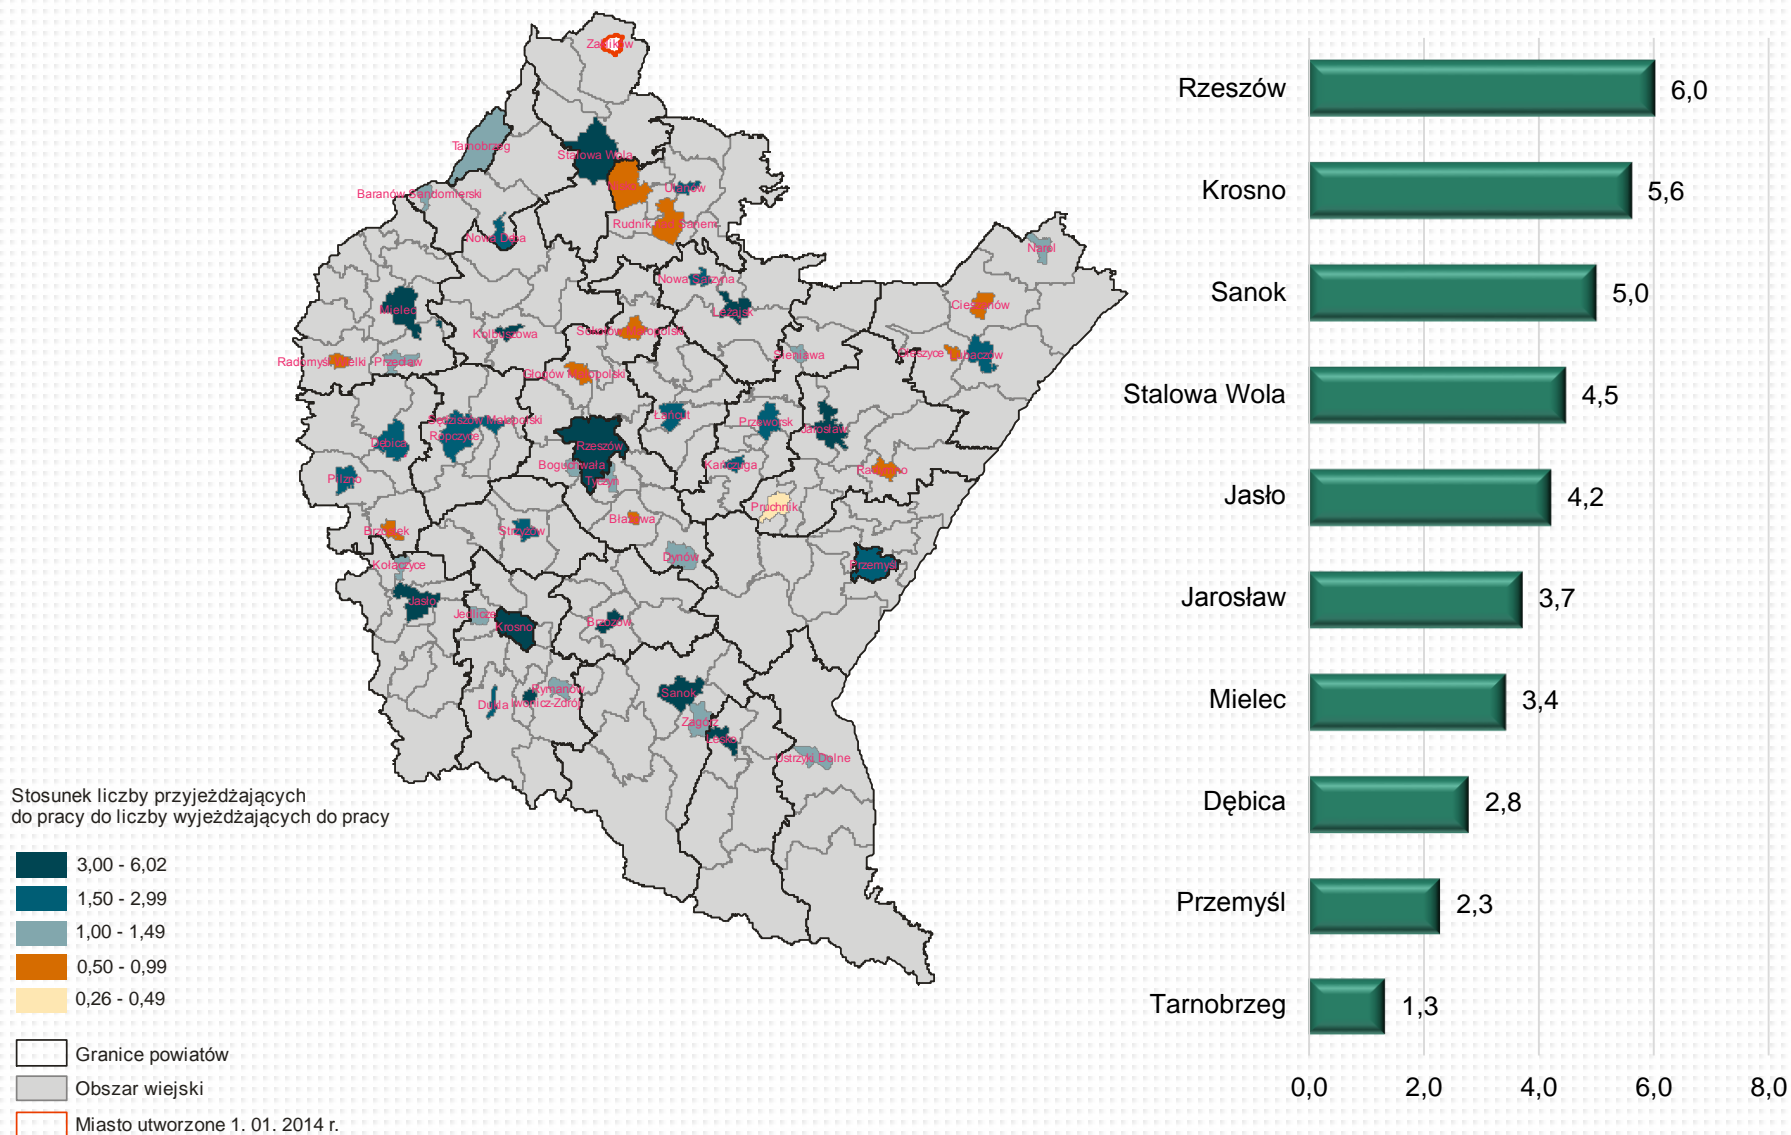 Zaklików
Tarnobrzeg
Stalowa Wola
Baranów Sandomierski
Nisko
Ulanów
Rudnik nad Sanem
Nowa Dęba
Narol
Nowa Sarzyna
Cieszanów
Mielec
Leżajsk
Kolbuszowa
Sokołów Małopolski
Radomyśl Wielki
Przecław
Sieniawa
Oleszyce
Lubaczów
Głogów Małopolski
Sędziszów Małopolski
Ropczyce
Łańcut
Przeworsk
Jarosław
Dębica
Rzeszów
Boguchwała
Tyczyn
Kańczuga
Radymno
Pilzno
Pruchnik
Brzostek
Strzyżów
Błażowa
Dynów
Kołaczyce
Przemyśl
Jasło
Jedlicze
Krosno
Brzozów
Rymanów
Dukla
Iwonicz-Zdrój
Sanok
Zagórz
Lesko
Ustrzyki Dolne
Stosunek liczby przyjeżdżających
do pracy do liczby wyjeżdżających do pracy
3,00 - 6,02
1,50 - 2,99
1,00 - 1,49
0,50 - 0,99
0,26 - 0,49
Granice powiatów
Obszar wiejski
Miasto utworzone 1. 01. 2014 r.
Rzeszów 6,0
Krosno 5,6
Sanok 5,0
Stalowa Wola 4,5
Jasło 4,2
Jarosław 3,7
Mielec 3,4
Dębica 2,8
Przemyśl 2,3
Tarnobrzeg 1,3
0,0 2,0 4,0 6,0 8,0